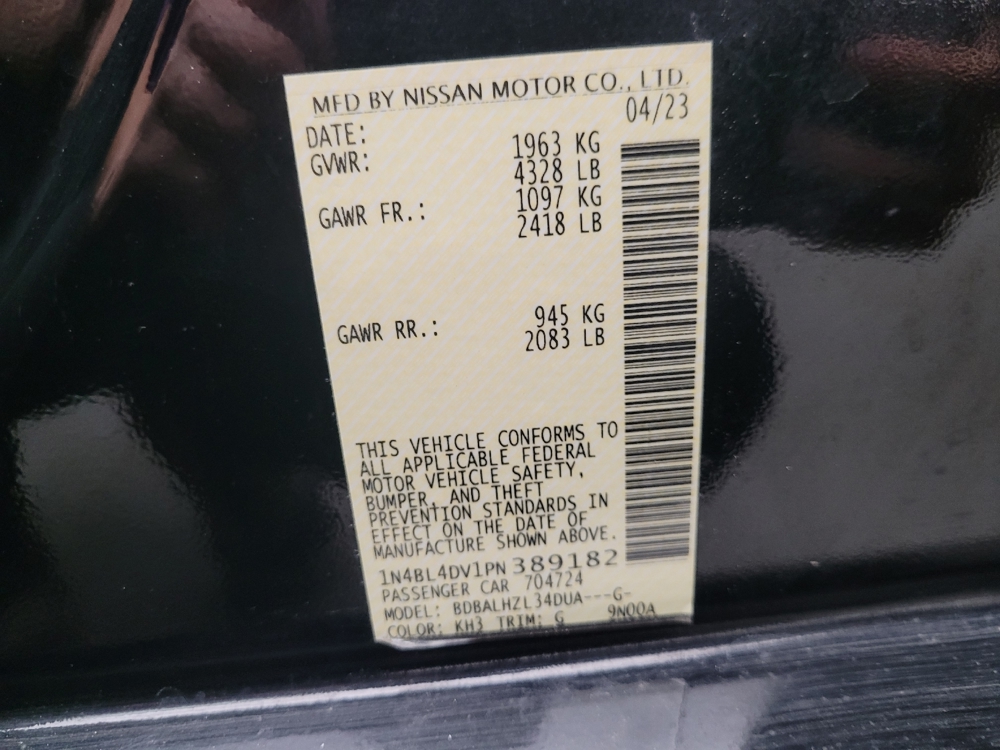 MFD BY NISSAN MOTOR CO., LTD.
DATE: 04/23
GVWR: 1963 KG
4328 LB
GAWR FR.: 1097 KG
2418 LB
GAWR RR.: 945 KG
2083 LB
THIS VEHICLE CONFORMS TO
ALL APPLICABLE FEDERAL
MOTOR VEHICLE SAFETY,
BUMPER, AND THEFT
PREVENTION STANDARDS IN
EFFECT ON THE DATE OF
MANUFACTURE SHOWN ABOVE.
1N4BL4DV1PN389182
PASSENGER CAR 704724
MODEL: BDBALHZL34DUA---G-
COLOR: KH3 TRIM: G 9N00A